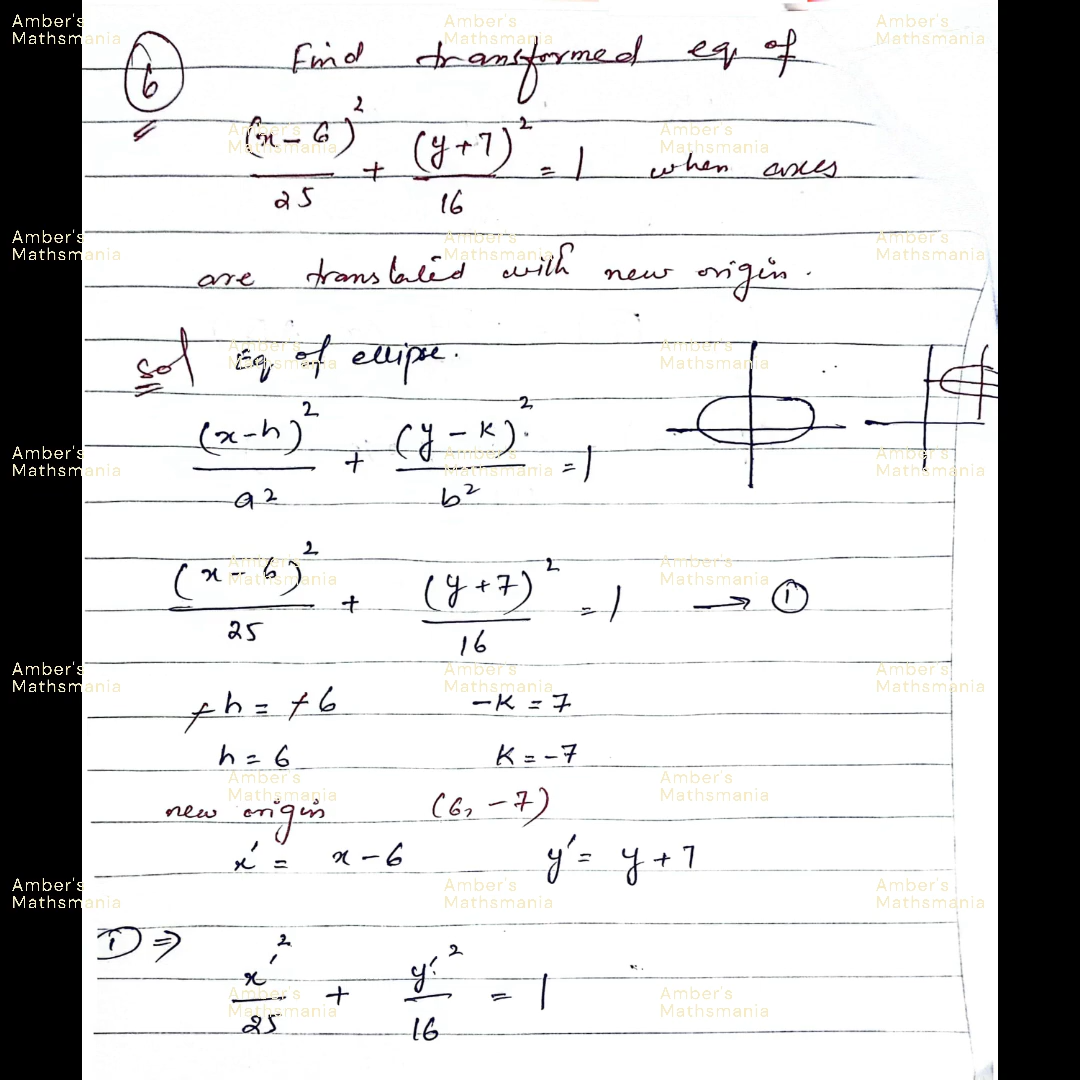 6 Find transformed eq of
(x-6)²/25 + (y+7)²/16 = 1 when axes
are translated with new origin.
Sol Eq of ellipse.
(x-h)²/a² + (y-k)²/b² = 1
(x-6)²/25 + (y+7)²/16 = 1 → ①
-h = -6 -k = 7
h = 6 k = -7
new origin (6, -7)
x' = x-6 y' = y+7
① ⇒
x'²/25 + y'²/16 = 1
Amber's Mathsmania